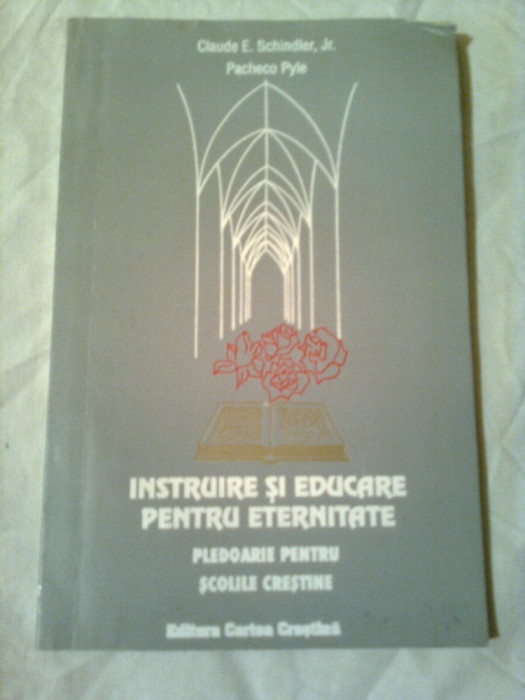 Claude E. Schindler, Jr.
Pacheco Pyle
INSTRUIRE ȘI EDUCARE
PENTRU ETERNITATE
PLEDOARIE PENTRU
ȘCOLILE CREȘTINE
Editura Cartea Creștină